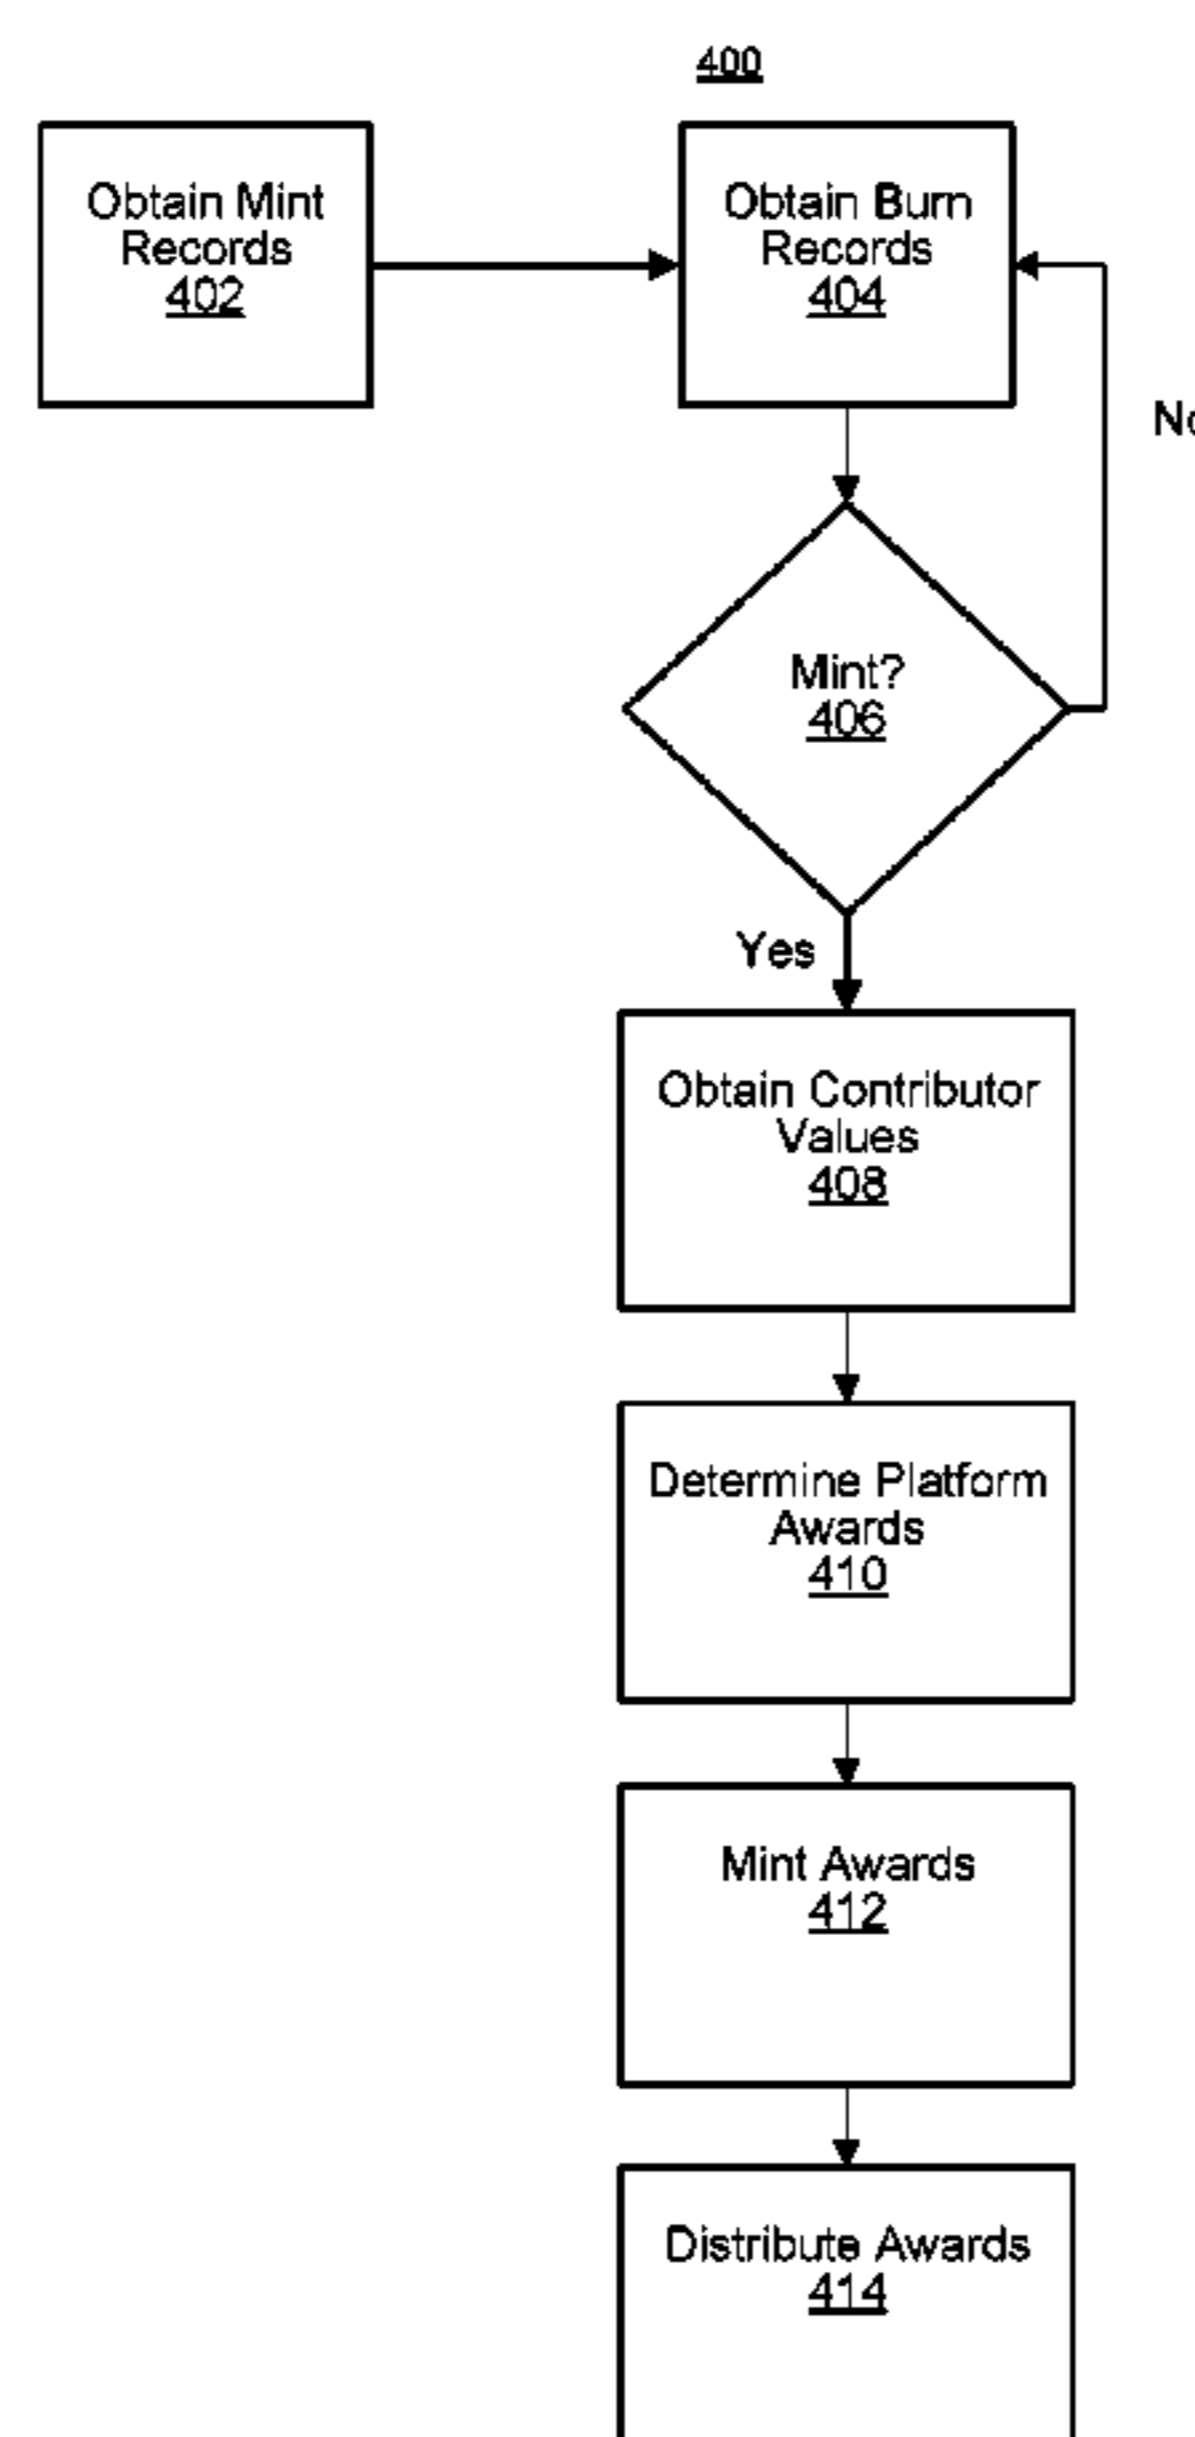 400
Obtain Mint
Records
402
Obtain Burn
Records
404
No
Mint?
406
Yes
Obtain Contributor
Values
408
Determine Platform
Awards
410
Mint Awards
412
Distribute Awards
414